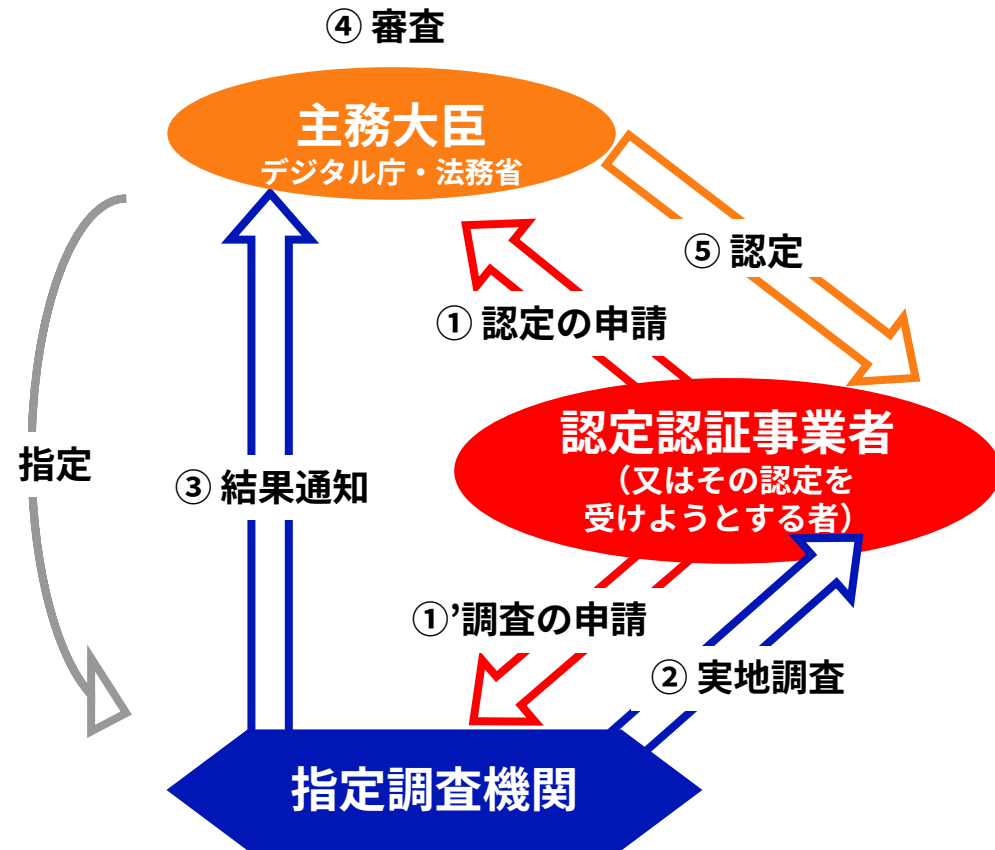 ④ 審査
主務大臣
デジタル庁・法務省
⑤ 認定
① 認定の申請
認定認証事業者
（又はその認定を
受けようとする者）
指定
③ 結果通知
①’調査の申請
② 実地調査
指定調査機関